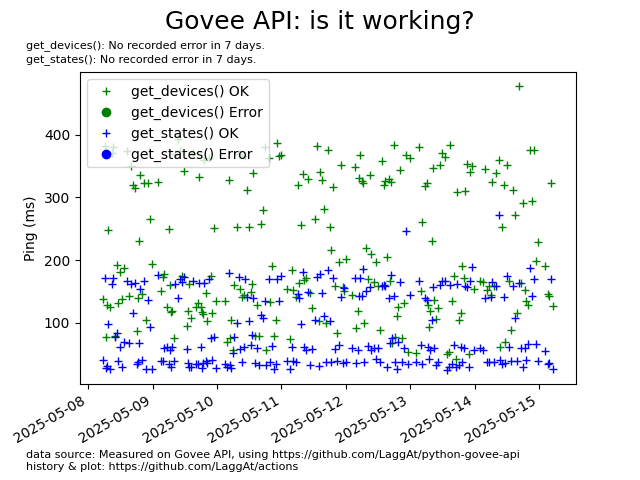 Govee API: is it working?
get_devices(): No recorded error in 7 days.
get_states(): No recorded error in 7 days.
get_devices() OK
get_devices() Error
get_states() OK
get_states() Error
Ping (ms)
400
300
200
100
2025-05-08
2025-05-09
2025-05-10
2025-05-11
2025-05-12
2025-05-13
2025-05-14
2025-05-15
data source: Measured on Govee API, using https://github.com/LaggAt/python-govee-api
history & plot: https://github.com/LaggAt/actions